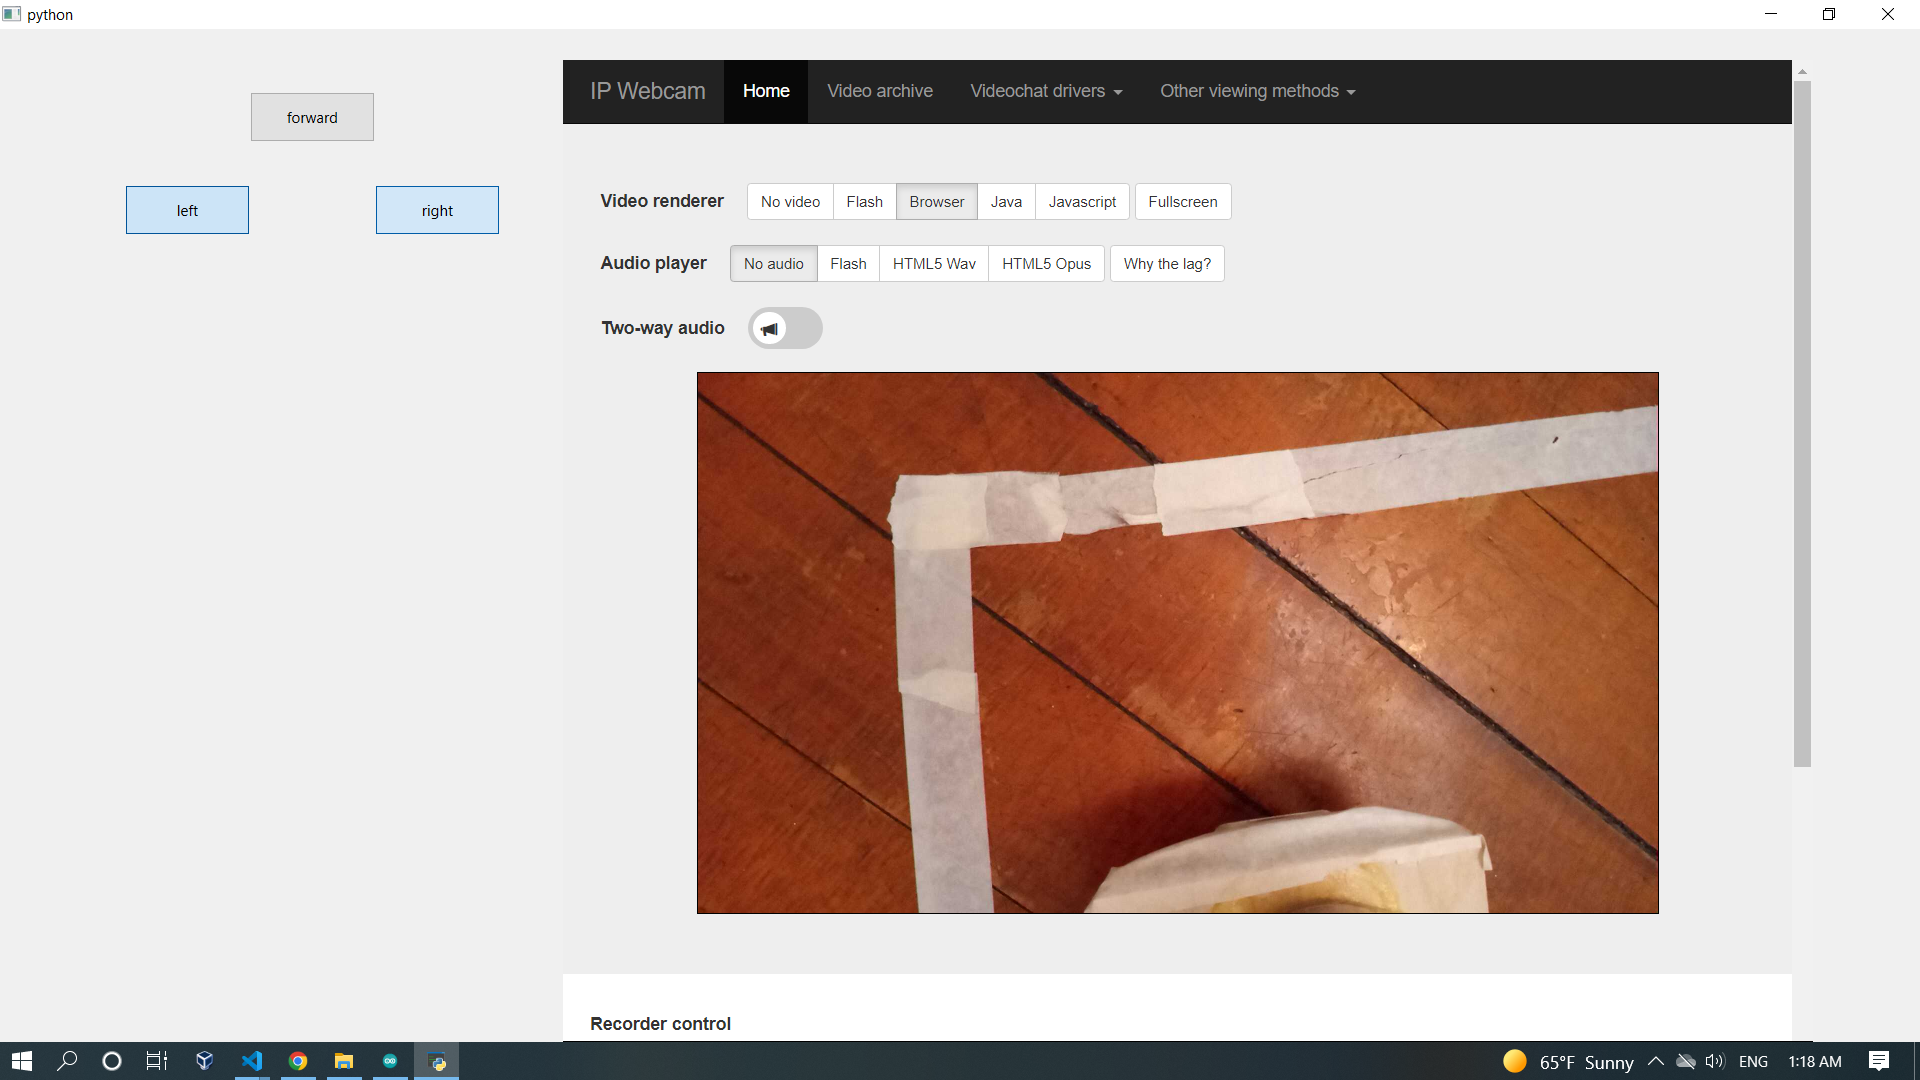 python
forward
left right
IP Webcam Home Video archive Videochat drivers Other viewing methods
Video renderer No video Flash Browser Java Javascript Fullscreen
Audio player No audio Flash HTML5 Wav HTML5 Opus Why the lag?
Two-way audio
Recorder control
65°F Sunny ENG 1:18 AM